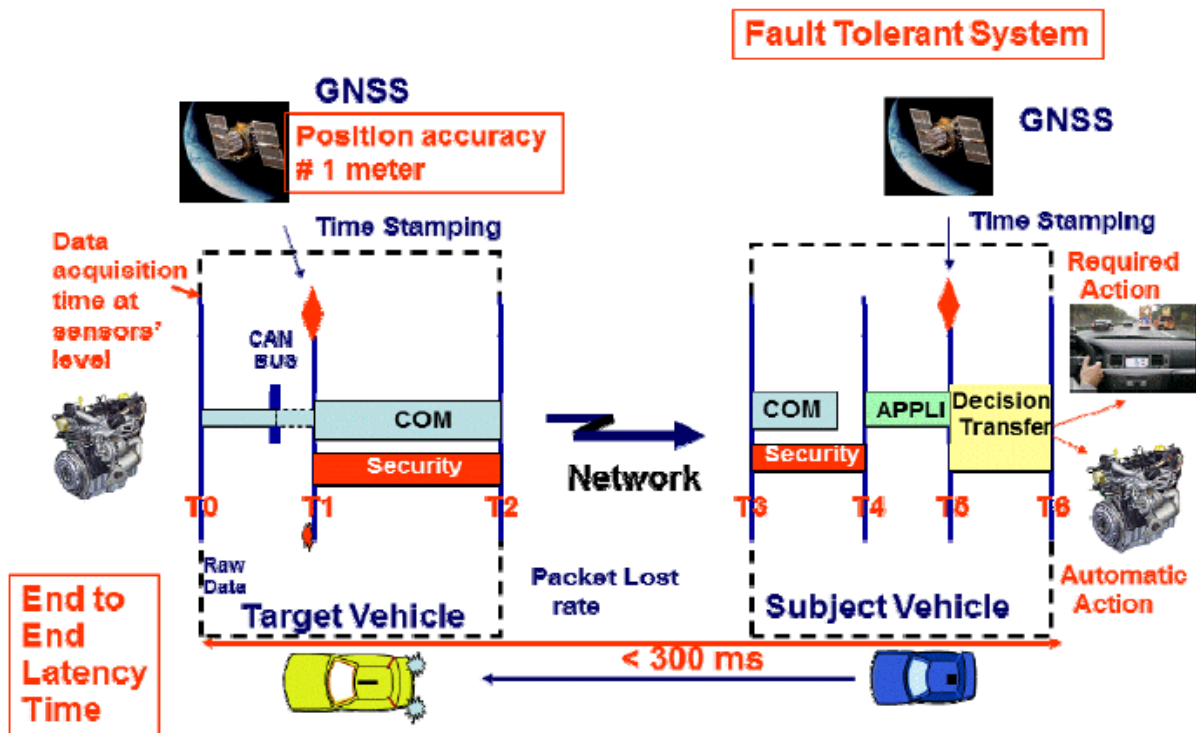 Fault Tolerant System
GNSS
Position accuracy
# 1 meter
GNSS
Time Stamping
Time Stamping
Data
acquisition
time at
sensors'
level
CAN
BUS
Required
Action
COM
Security
Network
COM
Security
APPLI
Decision
Transfer
T0
T1
T2
T3
T4
T5
T6
Raw
Data
Target Vehicle
Packet Lost
rate
Subject Vehicle
Automatic
Action
End to
End
Latency
Time
< 300 ms